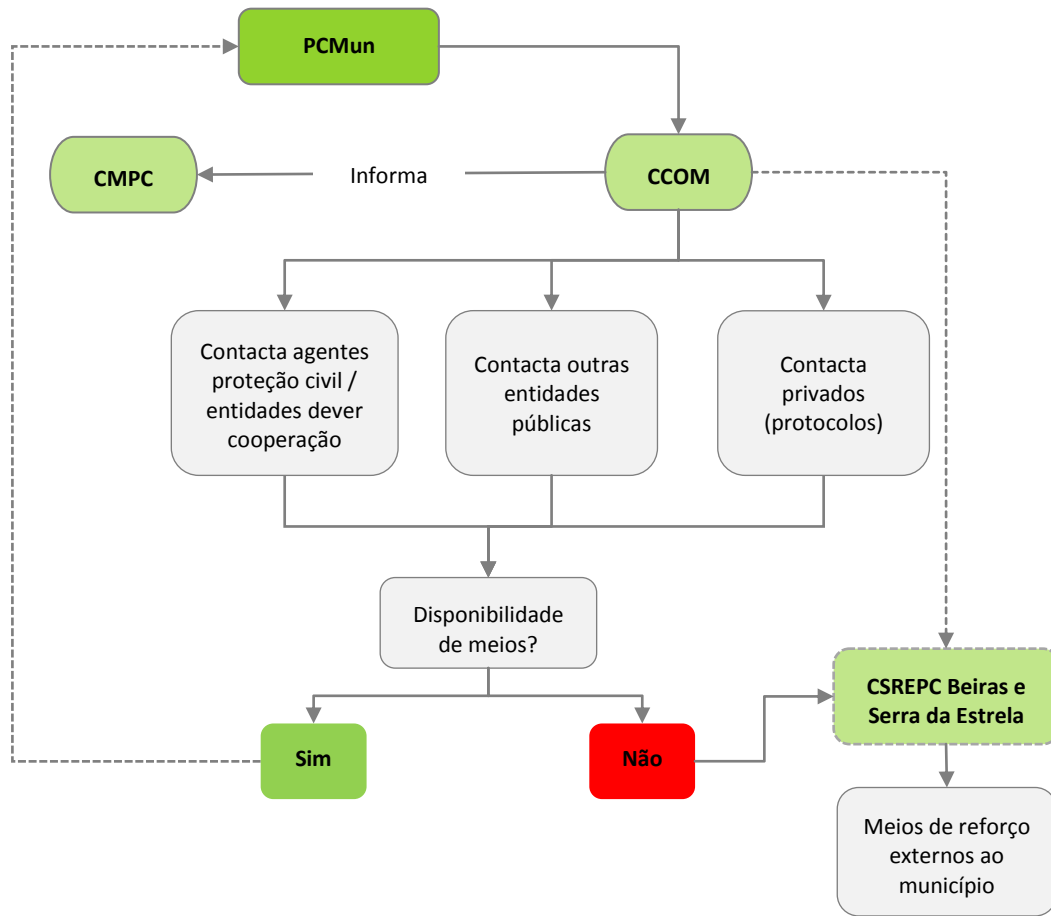 PCMun
CMPC
Informa
CCOM
Contacta agentes
proteção civil /
entidades dever
cooperação
Contacta outras
entidades
públicas
Contacta
privados
(protocolos)
Disponibilidade
de meios?
CSREPC Beiras e
Serra da Estrela
Sim
Não
Meios de reforço
externos ao
município